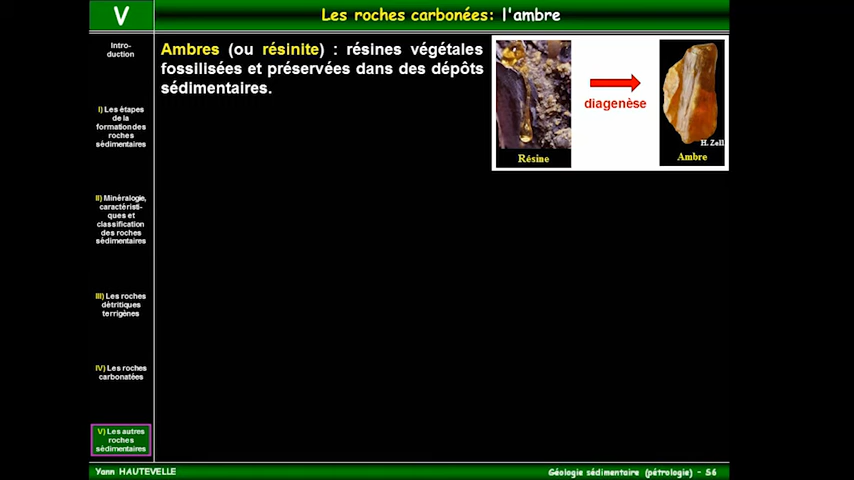 V
Les roches carbonées: l'ambre
Intro-
duction
I) Les étapes
de la
formation des
roches
sédimentaires
II) Minéralogie,
caractéristi-
ques et
classification
des roches
sédimentaires
III) Les roches
détritiques
terrigènes
IV) Les roches
carbonatées
V) Les autres
roches
sédimentaires
Ambres (ou résinite) : résines végétales
fossilisées et préservées dans des dépôts
sédimentaires.
diagenèse
H. Zell
Résine
Ambre
Yann HAUTEVELLE
Géologie sédimentaire (pétrologie) - 56